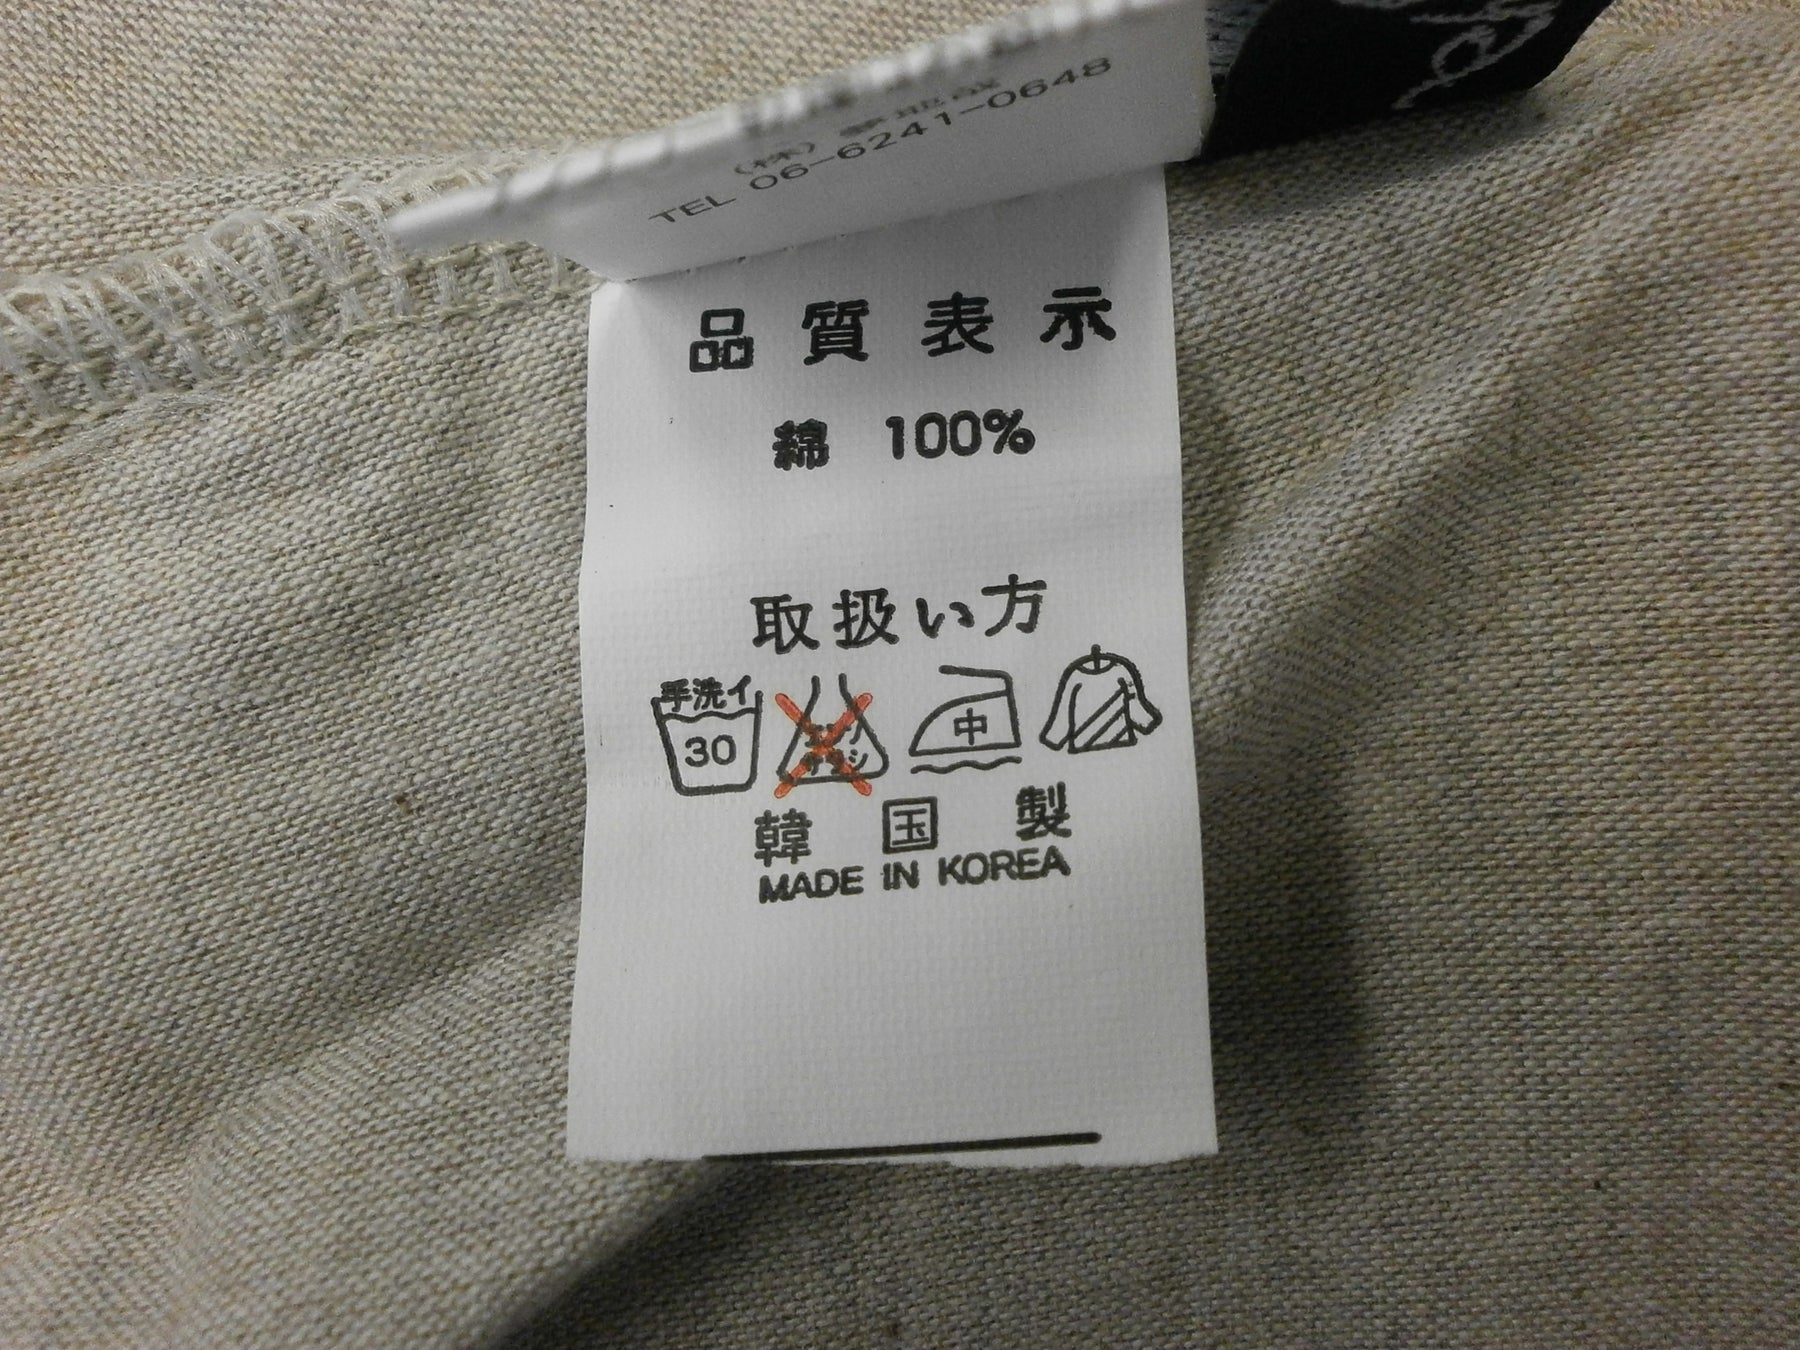 TEL 06-6241-0648
品質表示
綿 100%
取扱い方
手洗イ
30
中
韓国製
MADE IN KOREA